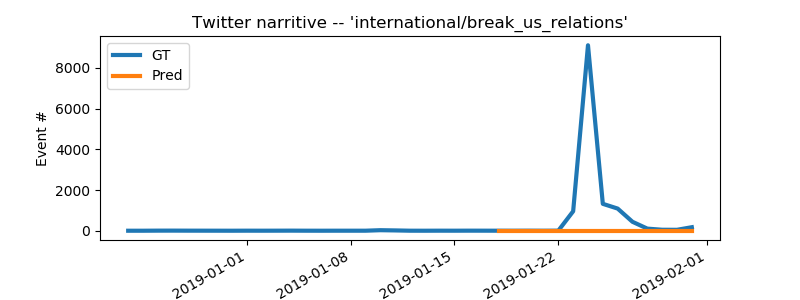 Twitter narritive -- 'international/break_us_relations'
GT
Pred
Event #
8000
6000
4000
2000
0
2019-01-01
2019-01-08
2019-01-15
2019-01-22
2019-02-01